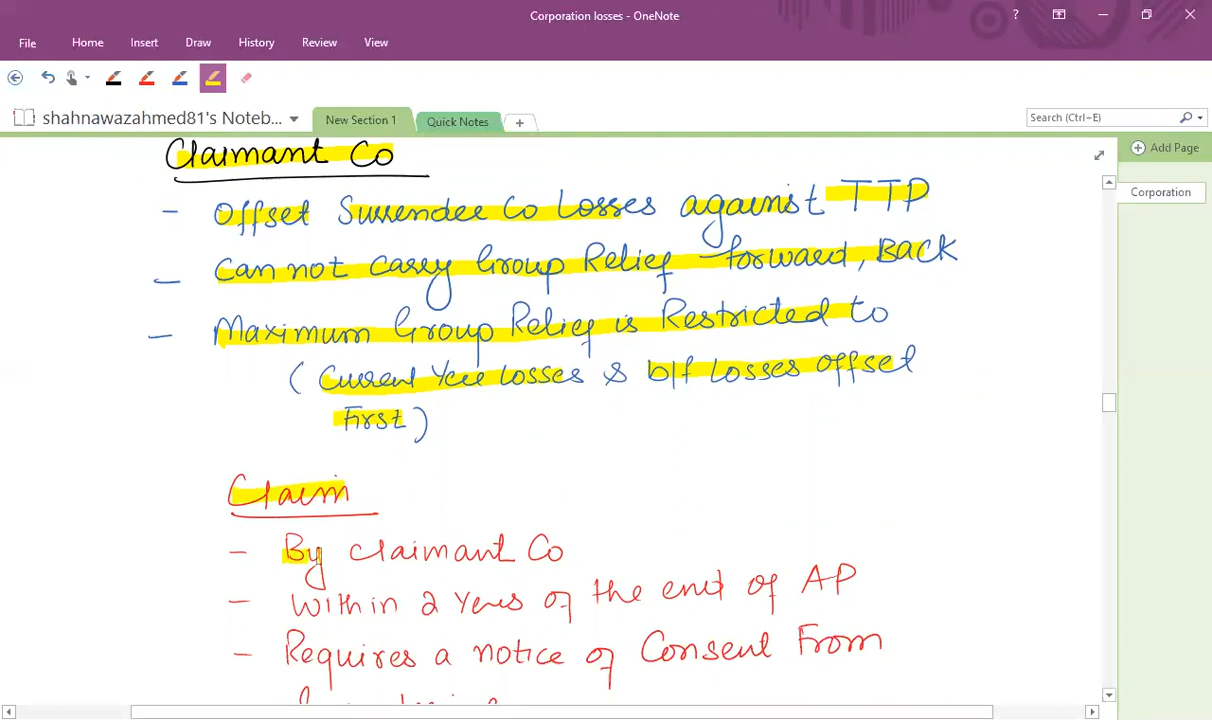 Corporation losses - OneNote
?
File Home Insert Draw History Review View
shahnawazahmed81's Noteb... New Section 1 Quick Notes + Search (Ctrl-E)
Add Page
Corporation
Claimant Co
- Offset Surrender Co Losses against TTP
- Can not carry Group Relief forward, Back
- Maximum Group Relief is Restricted to
(Current Year losses & b/f losses offset
First)
Claim
- By Claimant Co
- Within 2 Years of the end of AP
- Requires a notice of Consent From